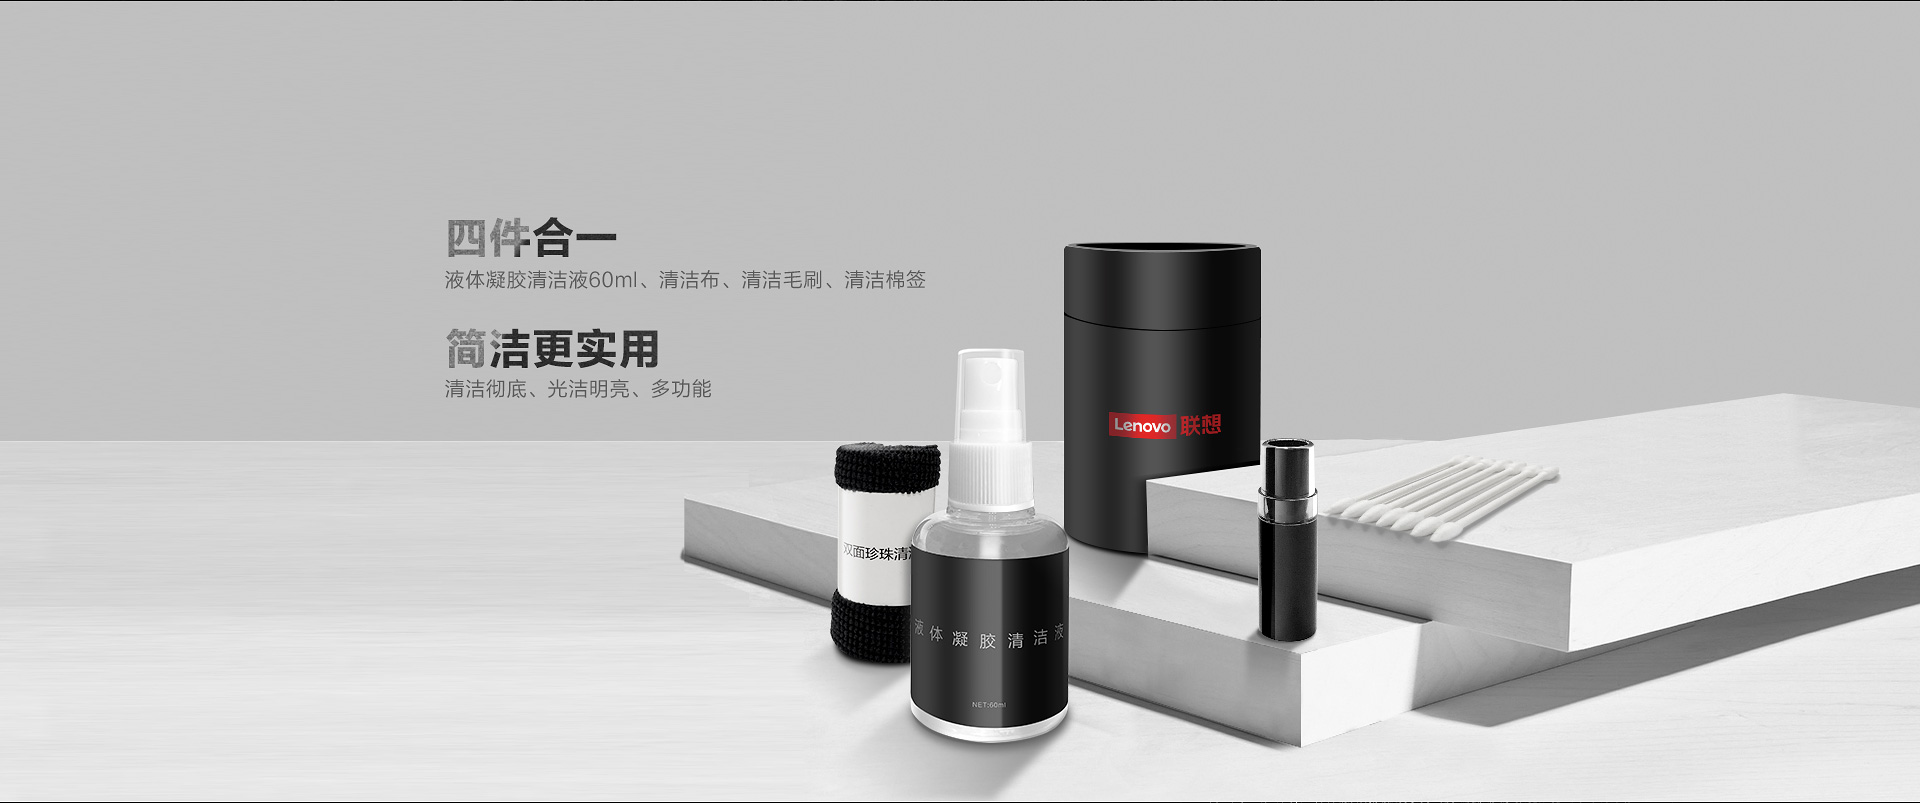 四件合一
液体凝胶清洁液60ml、清洁布、清洁毛刷、清洁棉签
简洁更实用
清洁彻底、光洁明亮、多功能
Lenovo 联想
双面珍珠清洁
液体凝胶清洁液
NET:60ml